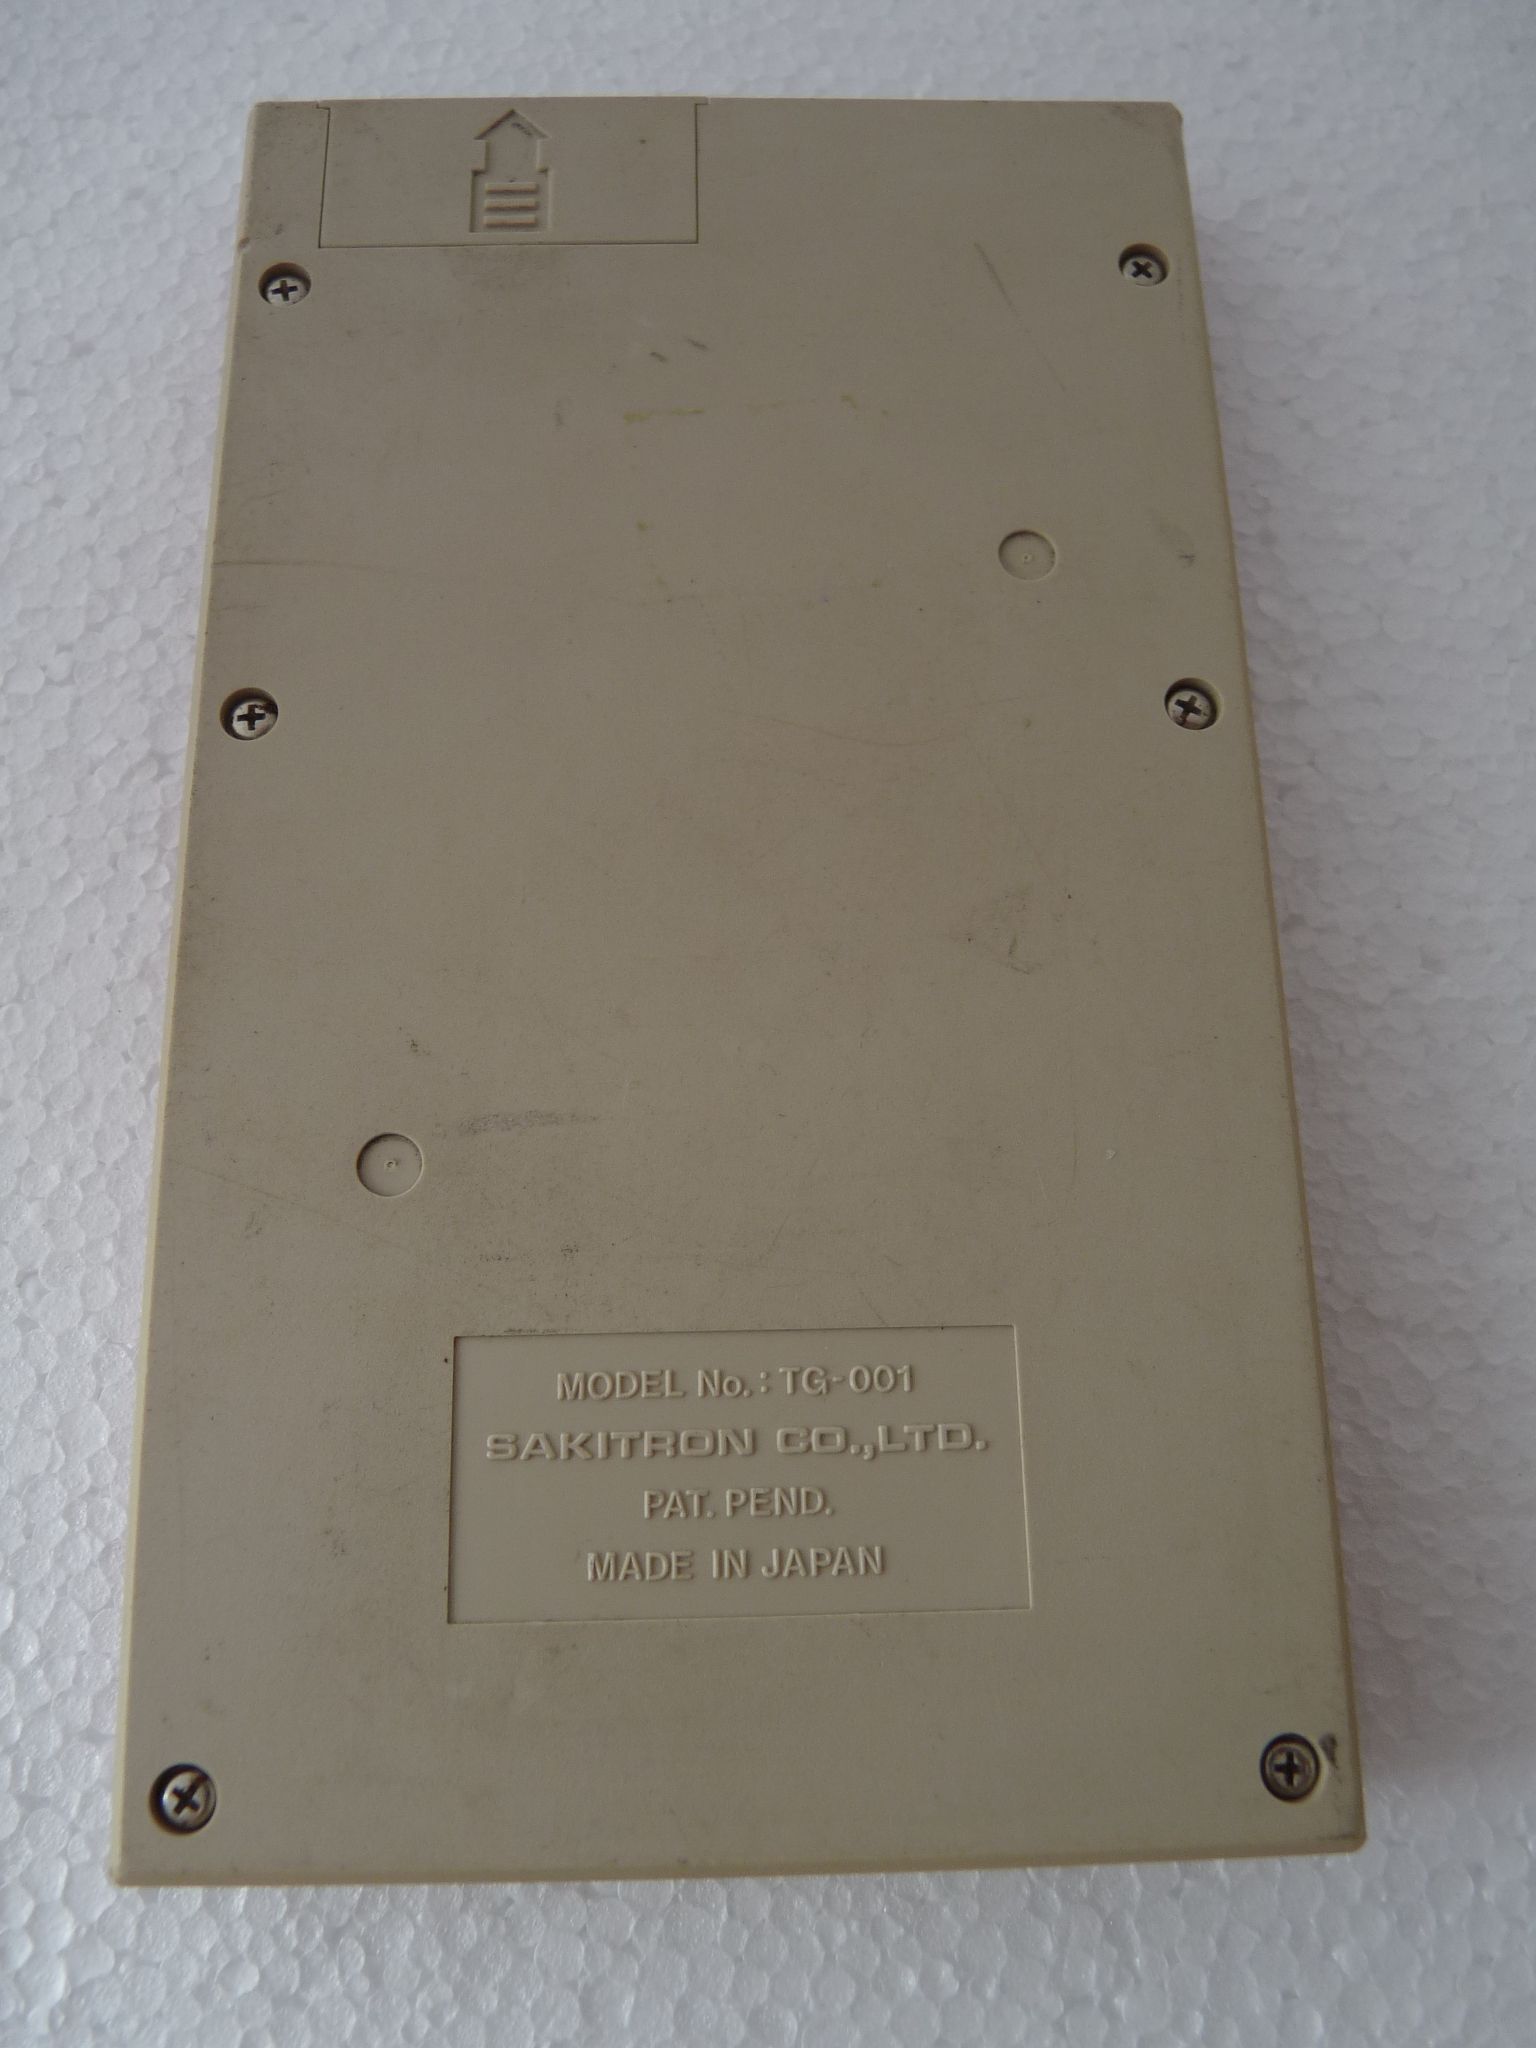 MODEL No.: TG-001
SAKITRON CO.,LTD.
PAT. PEND.
MADE IN JAPAN